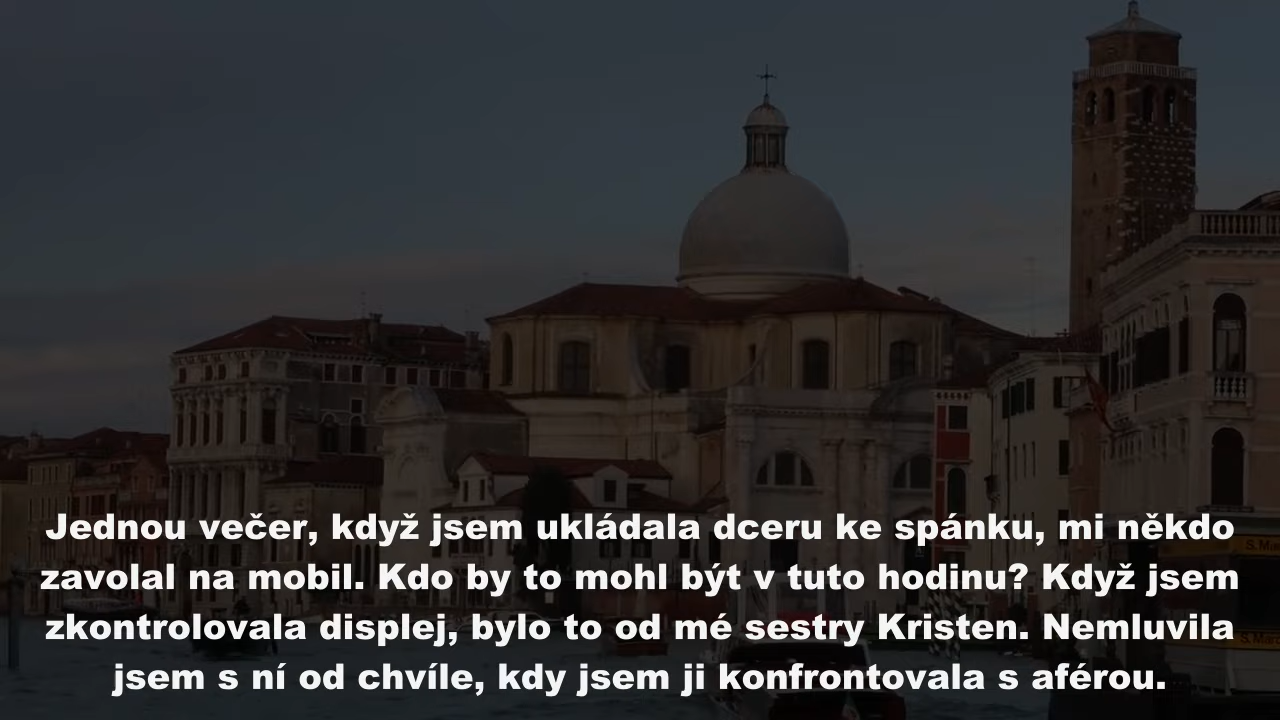 Jednou večer, když jsem ukládala dceru ke spánku, mi někdo
zavolal na mobil. Kdo by to mohl být v tuto hodinu? Když jsem
zkontrolovala displej, bylo to od mé sestry Kristen. Nemluvila
jsem s ní od chvíle, kdy jsem ji konfrontovala s aférou.